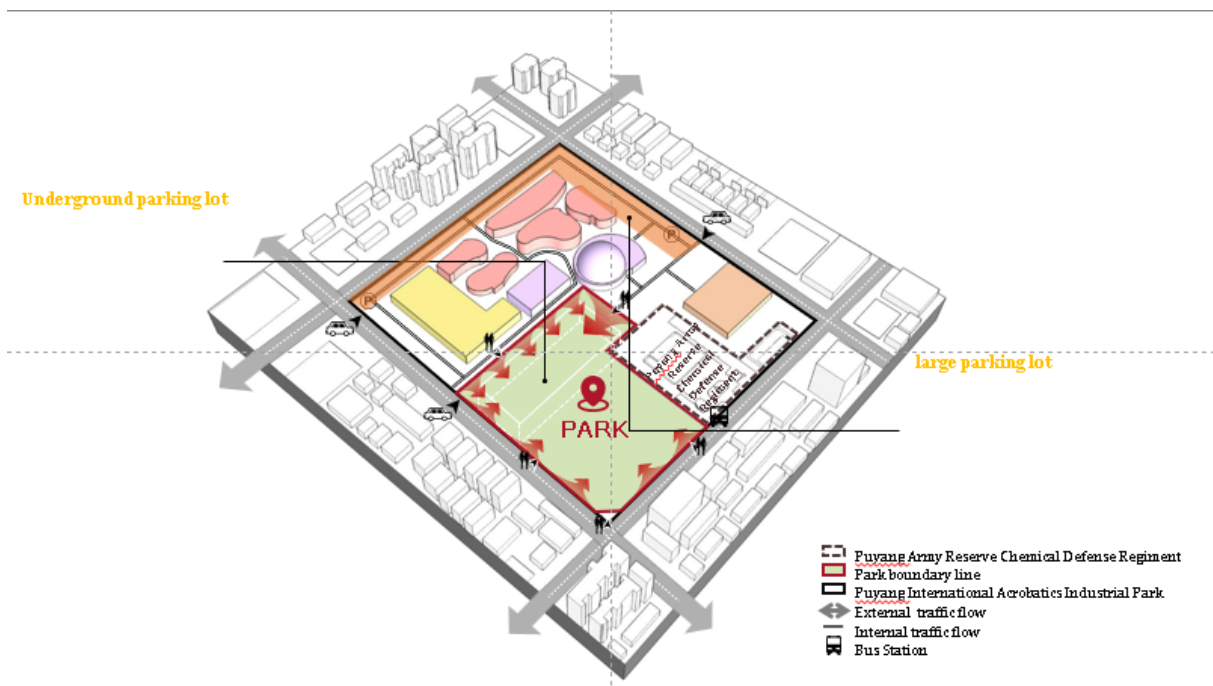 Underground parking lot
P
P
Puyang Army
Reserve
Chemical
Defense
Regiment
large parking lot
PARK
Puyang Army Reserve Chemical Defense Regiment
Park boundary line
Puyang International Acrobatics Industrial Park
External traffic flow
Internal traffic flow
Bus Station